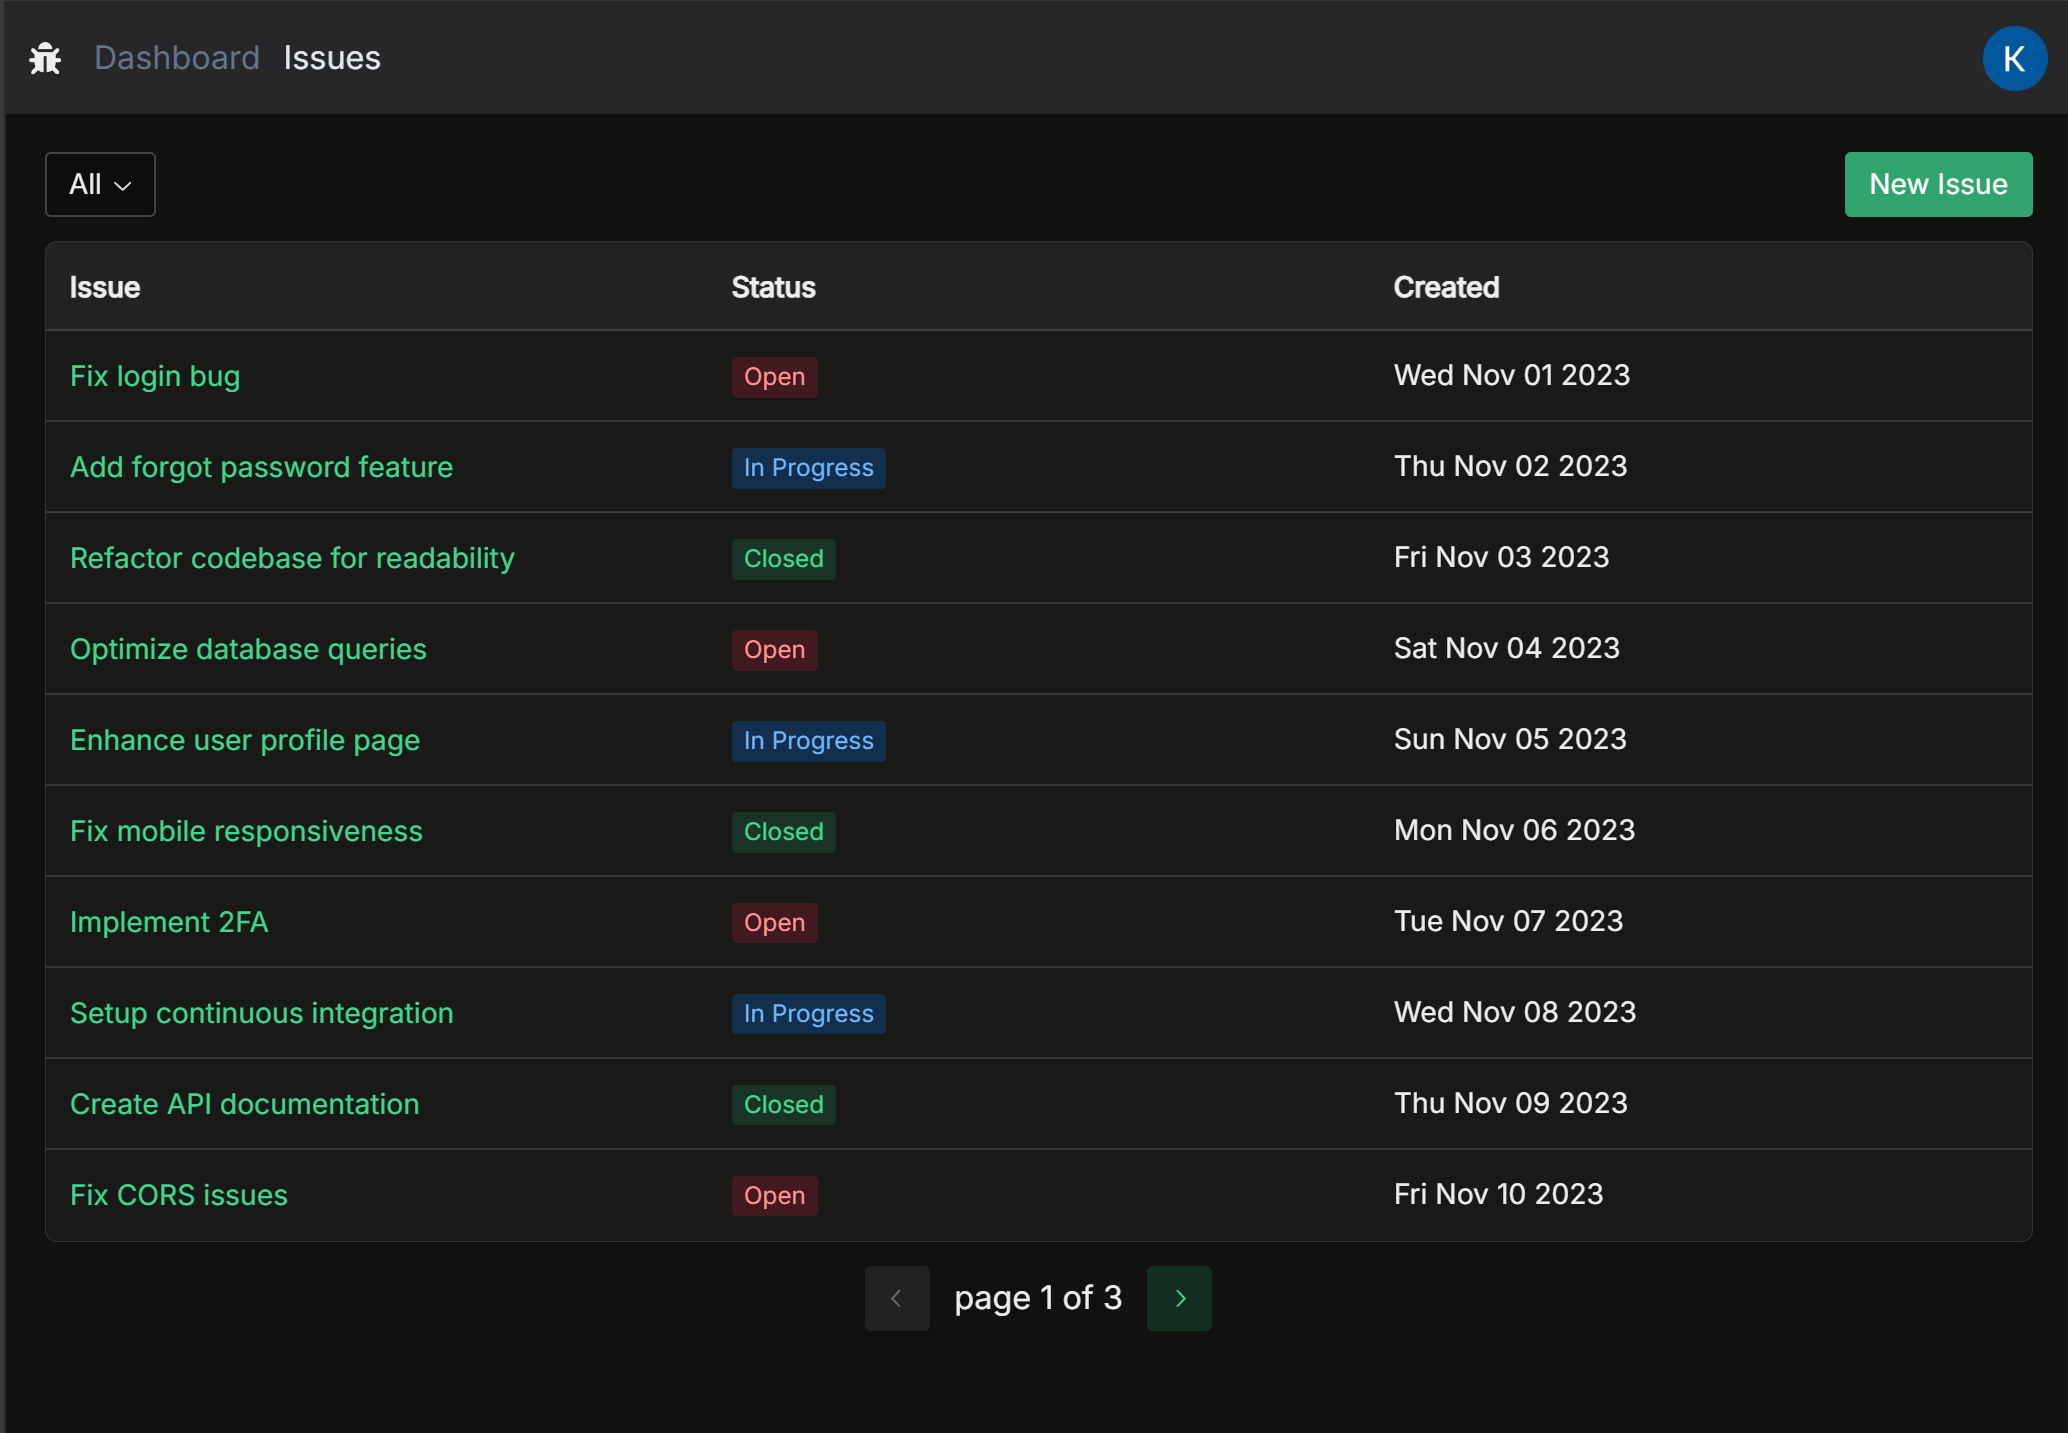 Dashboard Issues K
All New Issue
Issue Status Created
Fix login bug Open Wed Nov 01 2023
Add forgot password feature In Progress Thu Nov 02 2023
Refactor codebase for readability Closed Fri Nov 03 2023
Optimize database queries Open Sat Nov 04 2023
Enhance user profile page In Progress Sun Nov 05 2023
Fix mobile responsiveness Closed Mon Nov 06 2023
Implement 2FA Open Tue Nov 07 2023
Setup continuous integration In Progress Wed Nov 08 2023
Create API documentation Closed Thu Nov 09 2023
Fix CORS issues Open Fri Nov 10 2023
page 1 of 3